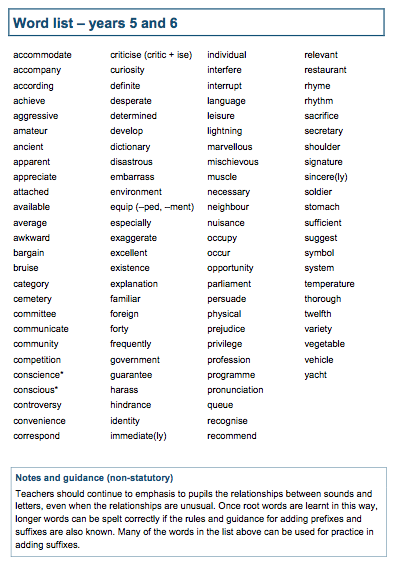 Word list – years 5 and 6
accommodate
accompany
according
achieve
aggressive
amateur
ancient
apparent
appreciate
attached
available
average
awkward
bargain
bruise
category
cemetery
committee
communicate
community
competition
conscience*
conscious*
controversy
convenience
correspond
criticise (critic + ise)
curiosity
definite
desperate
determined
develop
dictionary
disastrous
embarrass
environment
equip (–ped, –ment)
especially
exaggerate
excellent
existence
explanation
familiar
foreign
forty
frequently
government
guarantee
harass
hindrance
identity
immediate(ly)
individual
interfere
interrupt
language
leisure
lightning
marvellous
mischievous
muscle
necessary
neighbour
nuisance
occupy
occur
opportunity
parliament
persuade
physical
prejudice
privilege
profession
programme
pronunciation
queue
recognise
recommend
relevant
restaurant
rhyme
rhythm
sacrifice
secretary
shoulder
signature
sincere(ly)
soldier
stomach
sufficient
suggest
symbol
system
temperature
thorough
twelfth
variety
vegetable
vehicle
yacht
Notes and guidance (non-statutory)
Teachers should continue to emphasis to pupils the relationships between sounds and
letters, even when the relationships are unusual. Once root words are learnt in this way,
longer words can be spelt correctly if the rules and guidance for adding prefixes and
suffixes are also known. Many of the words in the list above can be used for practice in
adding suffixes.